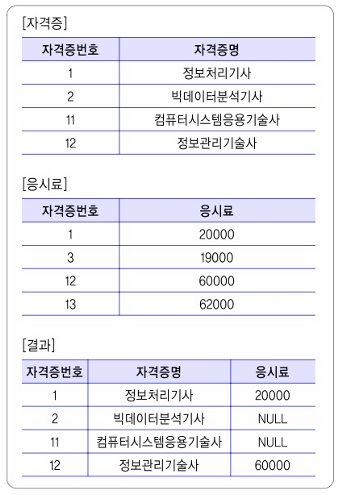 [자격증]
자격증번호 자격증명
1 정보처리기사
2 빅데이터분석기사
11 컴퓨터시스템응용기술사
12 정보관리기술사
[응시료]
자격증번호 응시료
1 20000
3 19000
12 60000
13 62000
[결과]
자격증번호 자격증명 응시료
1 정보처리기사 20000
2 빅데이터분석기사 NULL
11 컴퓨터시스템응용기술사 NULL
12 정보관리기술사 60000